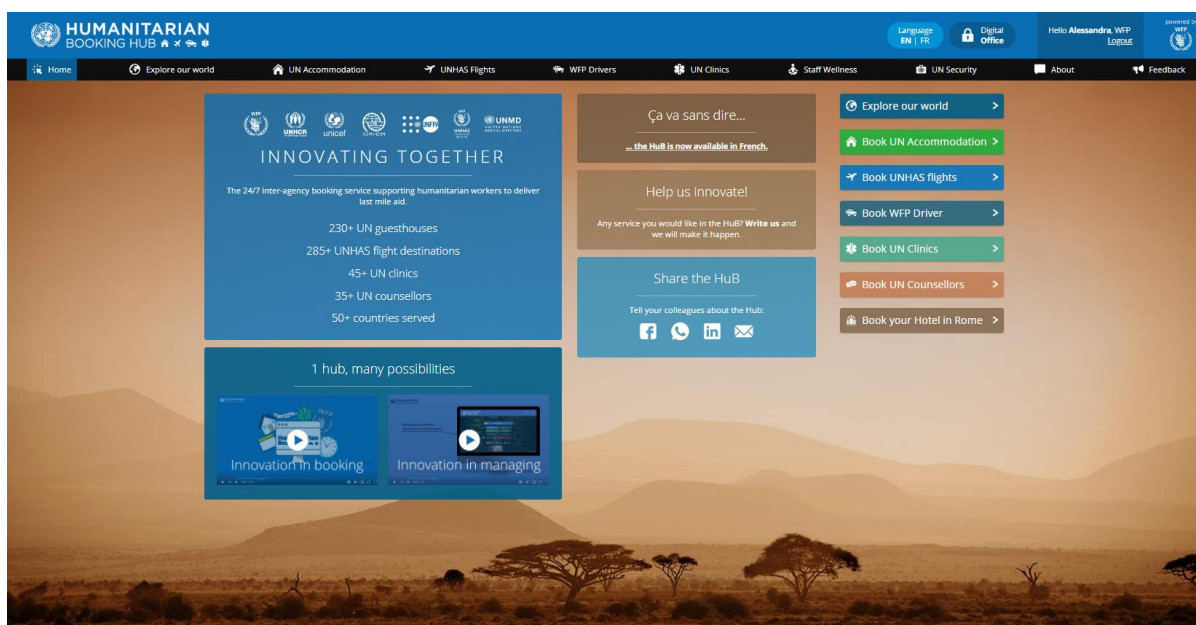 HUMANITARIAN
BOOKING HUB
Language
EN | FR
Digital
Office
Hello Alessandra, WFP
Logout
powered by
WFP
Home
Explore our world
UN Accommodation
UNHAS Flights
WFP Drivers
UN Clinics
Staff Wellness
UN Security
About
Feedback
WFP
UNHCR
unicef
IOM•OIM
UNFPA
WFP
UNHAS
UNMD
UNITED NATIONS
MEDICAL DIRECTORS
INNOVATING TOGETHER
The 24/7 inter-agency booking service supporting humanitarian workers to deliver
last mile aid.
230+ UN guesthouses
285+ UNHAS flight destinations
45+ UN clinics
35+ UN counsellors
50+ countries served
1 hub, many possibilities
Innovation in booking
Innovation in managing
Ça va sans dire...
... the HuB is now available in French.
Help us innovate!
Any service you would like in the HuB? Write us and
we will make it happen.
Share the HuB
Tell your colleagues about the Hub:
Explore our world
Book UN Accommodation
Book UNHAS flights
Book WFP Driver
Book UN Clinics
Book UN Counsellors
Book your Hotel in Rome